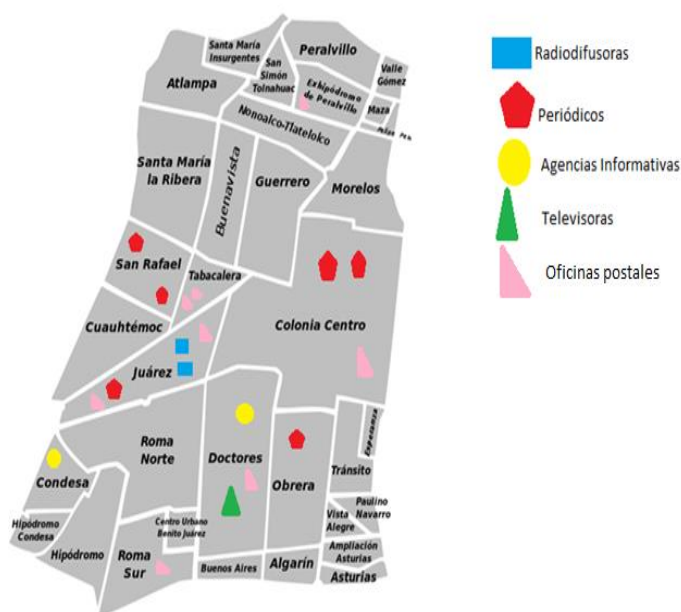 Santa María
Insurgentes
Peralvillo
San
Simón
Tolnahuac
Valle
Gómez
Atlampa
Exhipódromo
de Peralvillo
Maza
Nonoalco-Tlatelolco
Santa María
la Ribera
Buenavista
Guerrero
Morelos
San Rafael
Tabacalera
Cuauhtémoc
Colonia Centro
Juárez
Roma
Norte
Doctores
Obrera
Esperanza
Tránsito
Condesa
Hipódromo
Condesa
Hipódromo
Centro Urbano
Benito Juárez
Roma
Sur
Buenos Aires
Algarín
Vista
Alegre
Paulino
Navarro
Ampliación
Asturias
Asturias
Radiodifusoras
Periódicos
Agencias Informativas
Televisoras
Oficinas postales